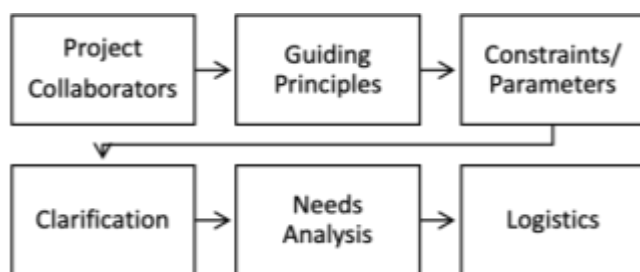 Project
Collaborators
Guiding
Principles
Constraints/
Parameters
Clarification
Needs
Analysis
Logistics